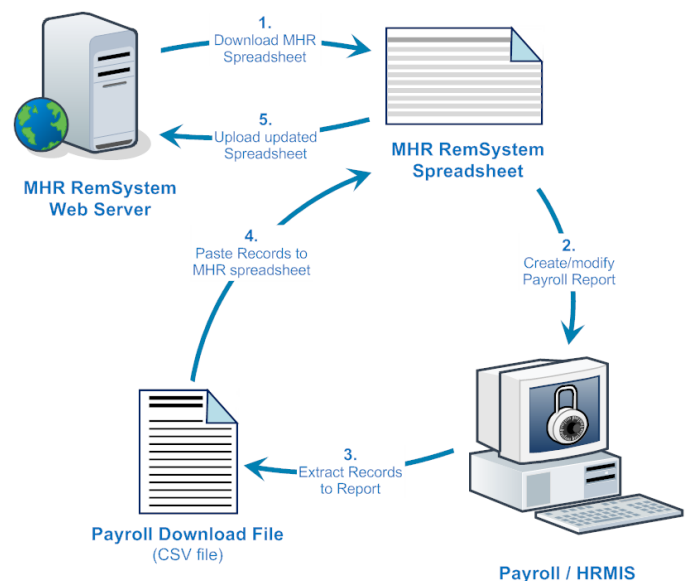 1.
Download MHR
Spreadsheet
5.
Upload updated
Spreadsheet
MHR RemSystem
Web Server
MHR RemSystem
Spreadsheet
4.
Paste Records to
MHR spreadsheet
2.
Create/modify
Payroll Report
3.
Extract Records
to Report
Payroll Download File
(CSV file)
Payroll / HRMIS